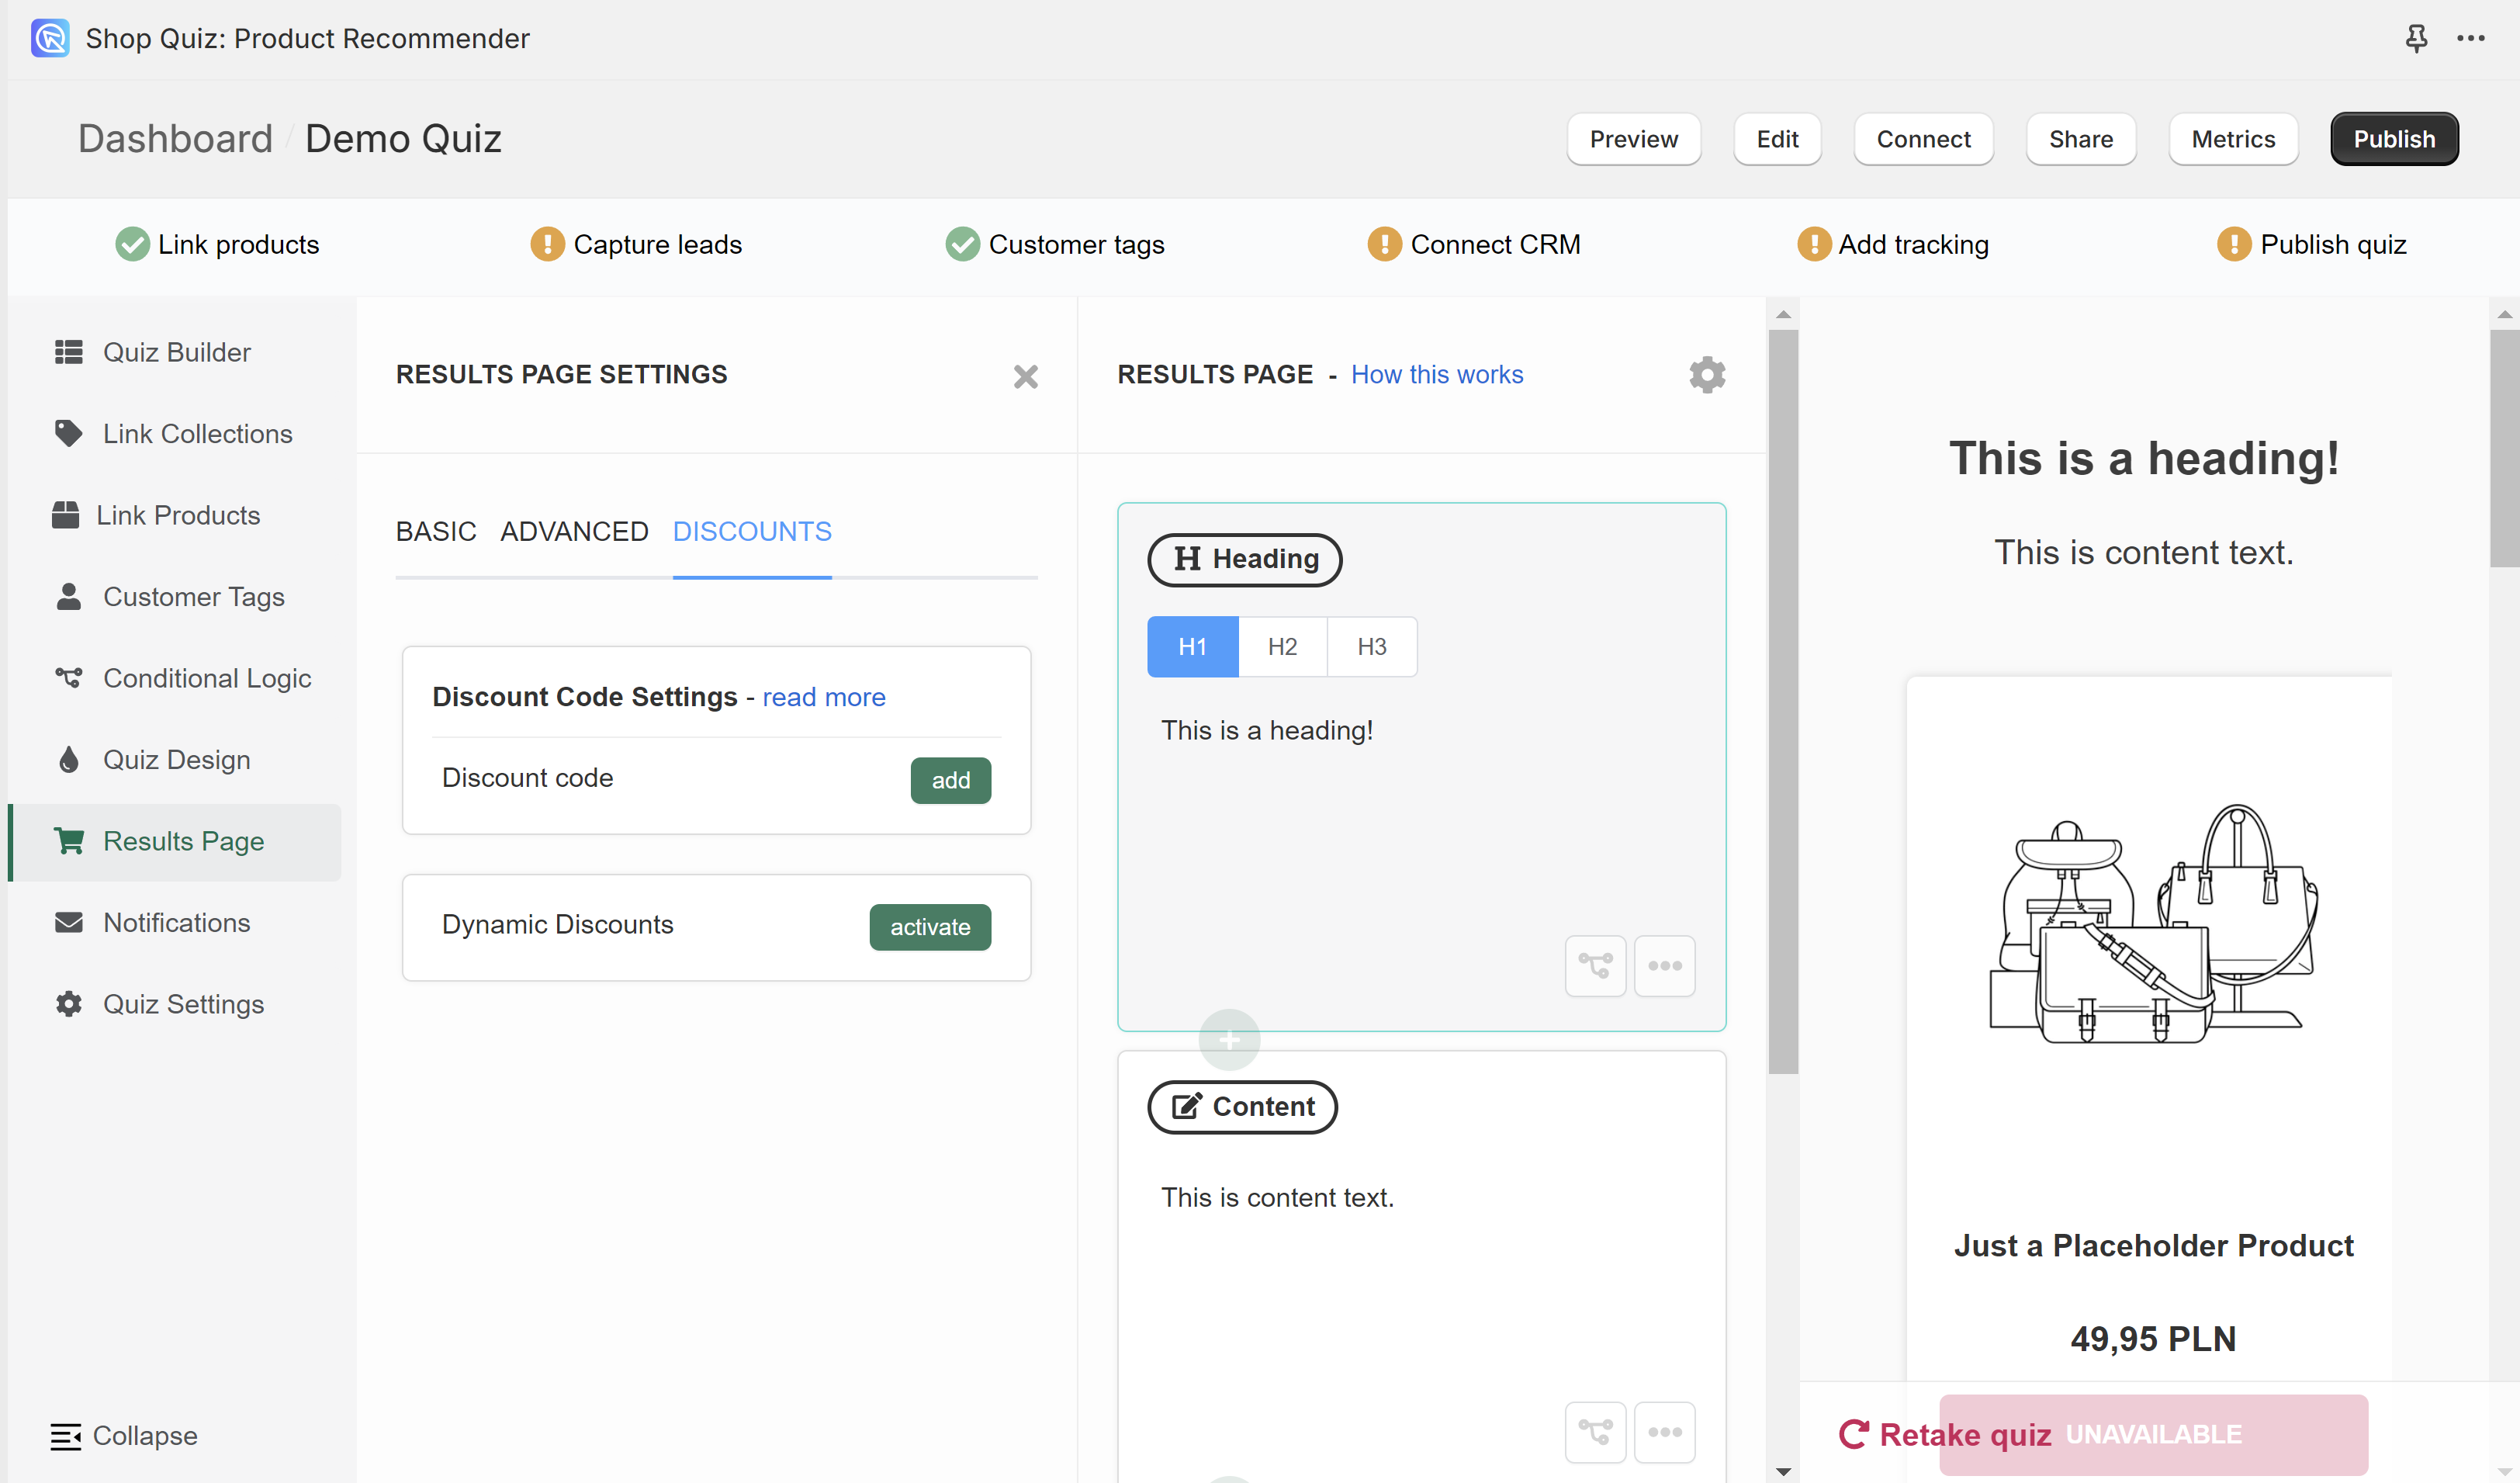 Shop Quiz: Product Recommender
Dashboard / Demo Quiz
Preview
Edit
Connect
Share
Metrics
Publish
Link products
Capture leads
Customer tags
Connect CRM
Add tracking
Publish quiz
Quiz Builder
Link Collections
Link Products
Customer Tags
Conditional Logic
Quiz Design
Results Page
Notifications
Quiz Settings
Collapse
RESULTS PAGE SETTINGS
BASIC
ADVANCED
DISCOUNTS
Discount Code Settings - read more
Discount code
add
Dynamic Discounts
activate
RESULTS PAGE - How this works
H Heading
H1
H2
H3
This is a heading!
Content
This is content text.
This is a heading!
This is content text.
Just a Placeholder Product
49,95 PLN
Retake quiz
UNAVAILABLE